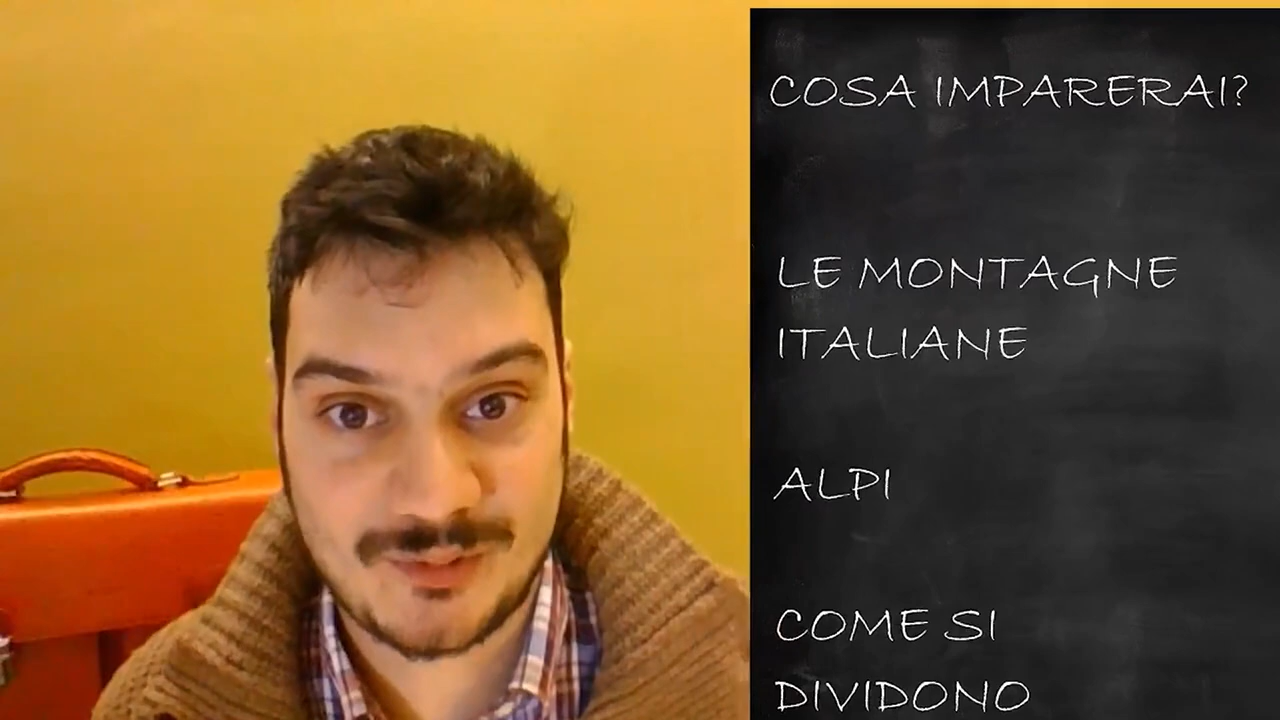 COSA IMPARERAI?
LE MONTAGNE
ITALIANE
ALPI
COME SI
DIVIDONO